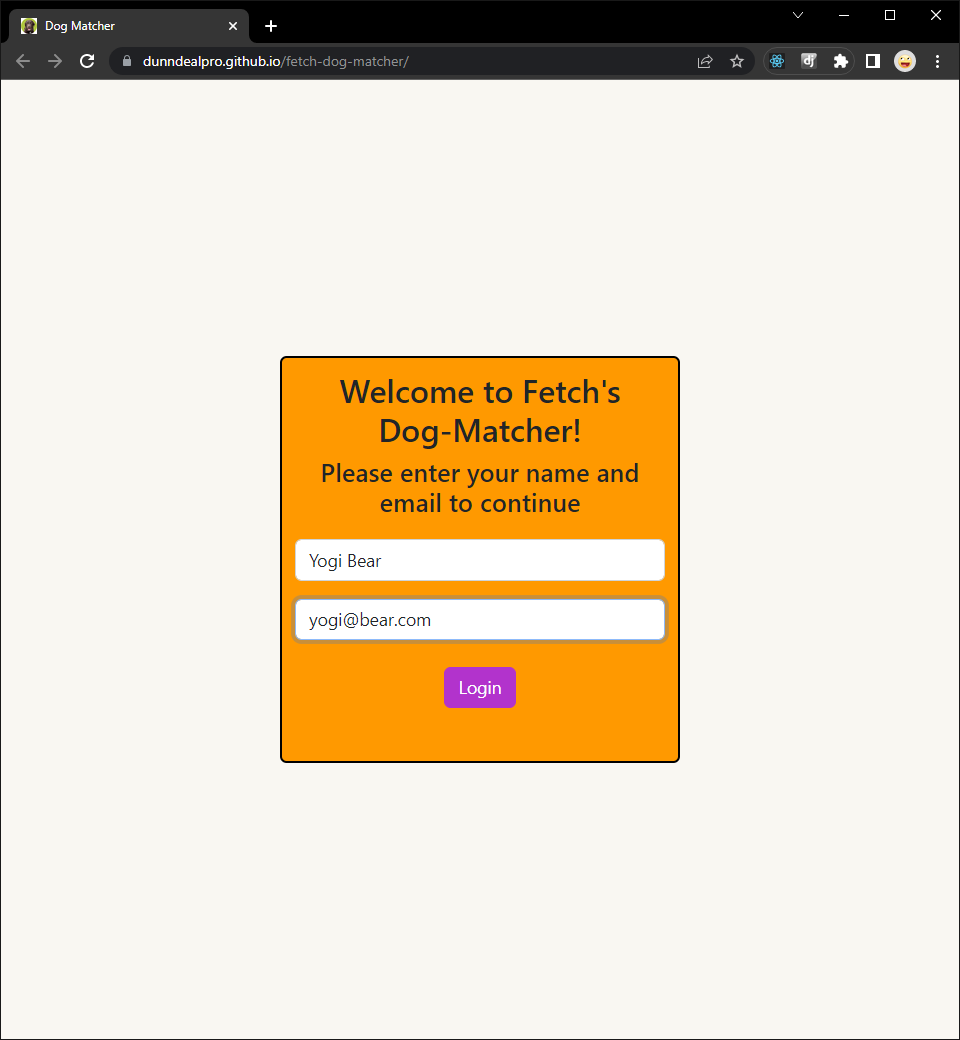 Dog Matcher
dunndealpro.github.io/fetch-dog-matcher/
dj
Welcome to Fetch's
Dog-Matcher!
Please enter your name and
email to continue
Yogi Bear
yogi@bear.com
Login